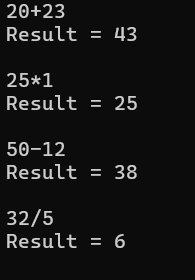 20+23
Result = 43
25*1
Result = 25
50-12
Result = 38
32/5
Result = 6